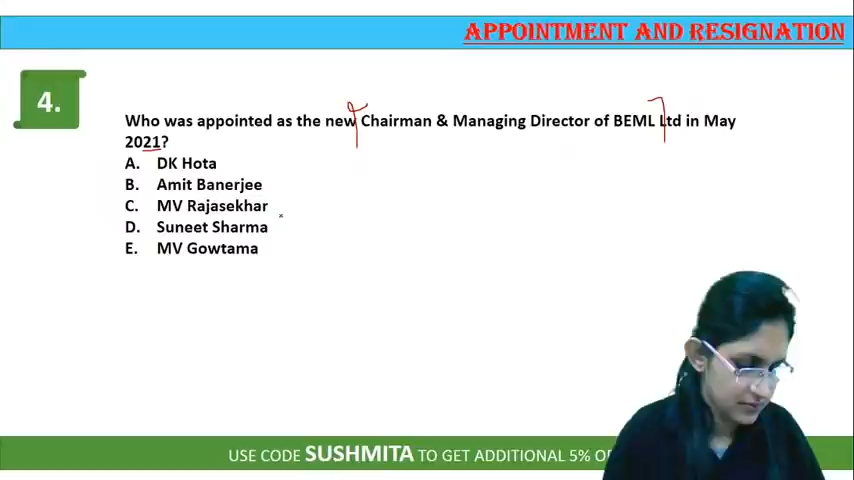 APPOINTMENT AND RESIGNATION
4.
Who was appointed as the new Chairman & Managing Director of BEML Ltd in May
2021?
A. DK Hota
B. Amit Banerjee
C. MV Rajasekhar
D. Suneet Sharma
E. MV Gowtama
USE CODE SUSHMITA TO GET ADDITIONAL 5%